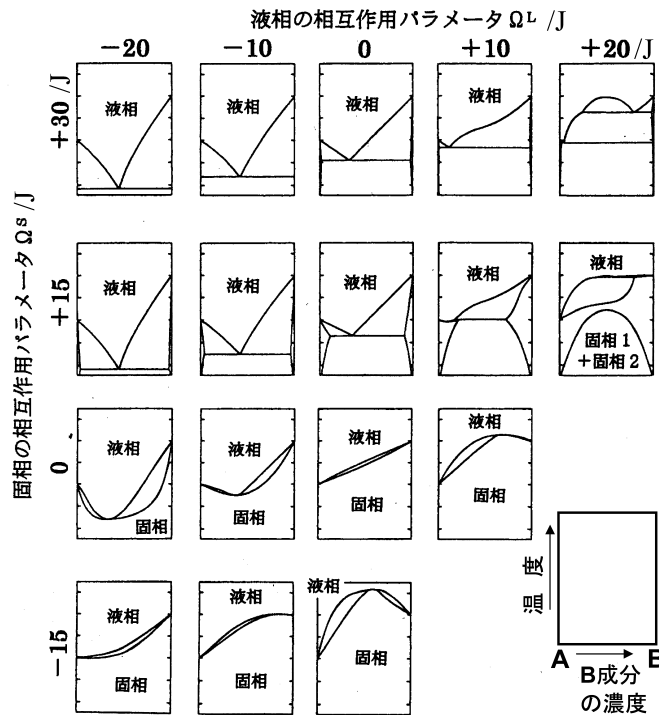 液相の相互作用パラメータΩL /J
−20 −10 0 +10 +20 /J
固相の相互作用パラメータΩS/J
+30 /J
液相
液相
液相
液相
+15
液相
液相
液相
液相
液相
固相1
+固相2
0
液相
固相
液相
固相
液相
固相
液相
固相
−15
液相
固相
液相
固相
液相
固相
温度
A B
B成分
の濃度